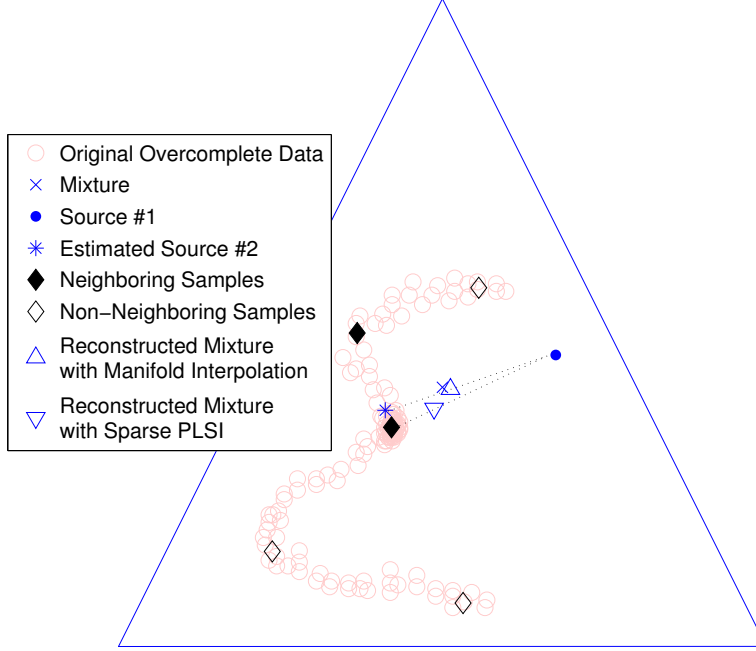 Original Overcomplete Data
Mixture
Source #1
Estimated Source #2
Neighboring Samples
Non−Neighboring Samples
Reconstructed Mixture
with Manifold Interpolation
Reconstructed Mixture
with Sparse PLSI